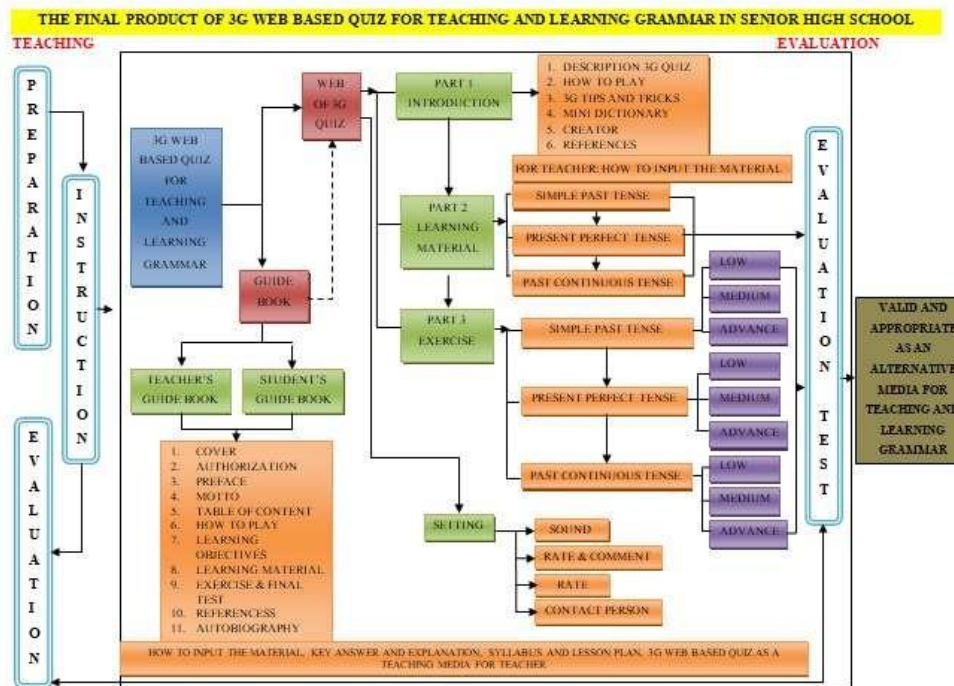 THE FINAL PRODUCT OF 3G WEB BASED QUIZ FOR TEACHING AND LEARNING GRAMMAR IN SENIOR HIGH SCHOOL
TEACHING
EVALUATION
PREPARATION
INSTRUCTION
EVALUATION
3G WEB
BASED QUIZ
FOR
TEACHING
AND
LEARNING
GRAMMAR
WEB
OF 3G
QUIZ
GUIDE
BOOK
TEACHER'S
GUIDE BOOK
STUDENT'S
GUIDE BOOK
1. COVER
2. AUTHORIZATION
3. PREFACE
4. MOTTO
5. TABLE OF CONTENT
6. HOW TO PLAY
7. LEARNING
OBJECTIVES
8. LEARNING MATERIAL
9. EXERCISE & FINAL
TEST
10. REFERENCESS
11. AUTOBIOGRAPHY
PART 1
INTRODUCTION
1. DESCRIPTION 3G QUIZ
2. HOW TO PLAY
3. 3G TIPS AND TRICKS
4. MINI DICTIONARY
5. CREATOR
6. REFERENCES
FOR TEACHER: HOW TO INPUT THE MATERIAL
PART 2
LEARNING
MATERIAL
SIMPLE PAST TENSE
PRESENT PERFECT TENSE
PAST CONTINUOUS TENSE
PART 3
EXERCISE
SIMPLE PAST TENSE
LOW
MEDIUM
ADVANCE
PRESENT PERFECT TENSE
LOW
MEDIUM
ADVANCE
PAST CONTINUOUS TENSE
LOW
MEDIUM
ADVANCE
SETTING
SOUND
RATE & COMMENT
RATE
CONTACT PERSON
HOW TO INPUT THE MATERIAL, KEY ANSWER AND EXPLANATION, SYLLABUS AND LESSON PLAN, 3G WEB BASED QUIZ AS A
TEACHING MEDIA FOR TEACHER
EVALUATION TEST
VALID AND
APPROPRIATE
AS AN
ALTERNATIVE
MEDIA FOR
TEACHING AND
LEARNING
GRAMMAR